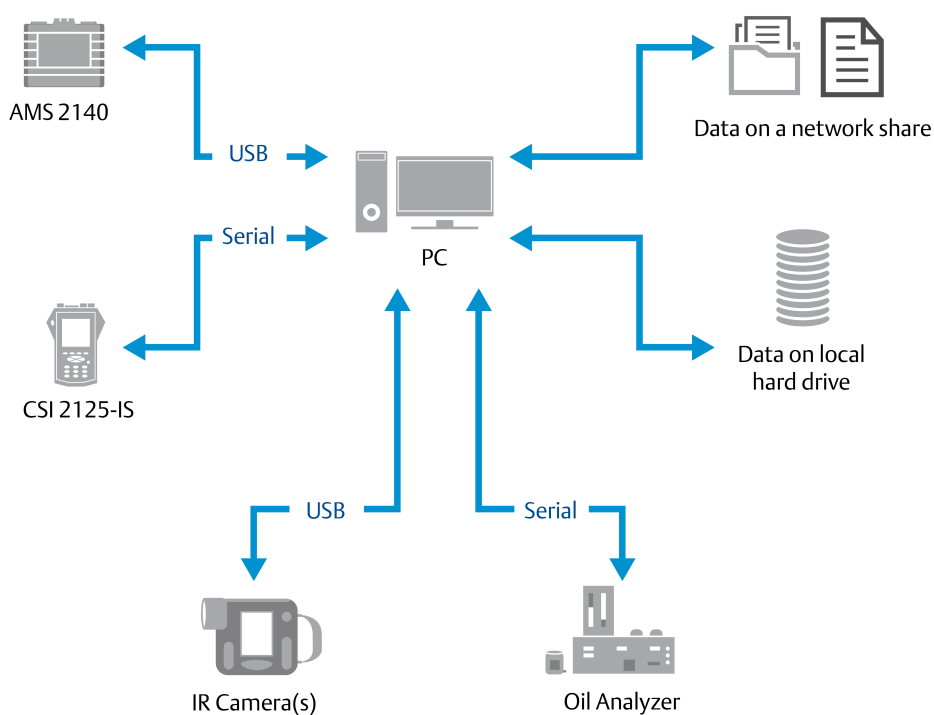 AMS 2140
Data on a network share
USB
Serial
PC
CSI 2125-IS
Data on local
hard drive
USB
Serial
IR Camera(s)
Oil Analyzer